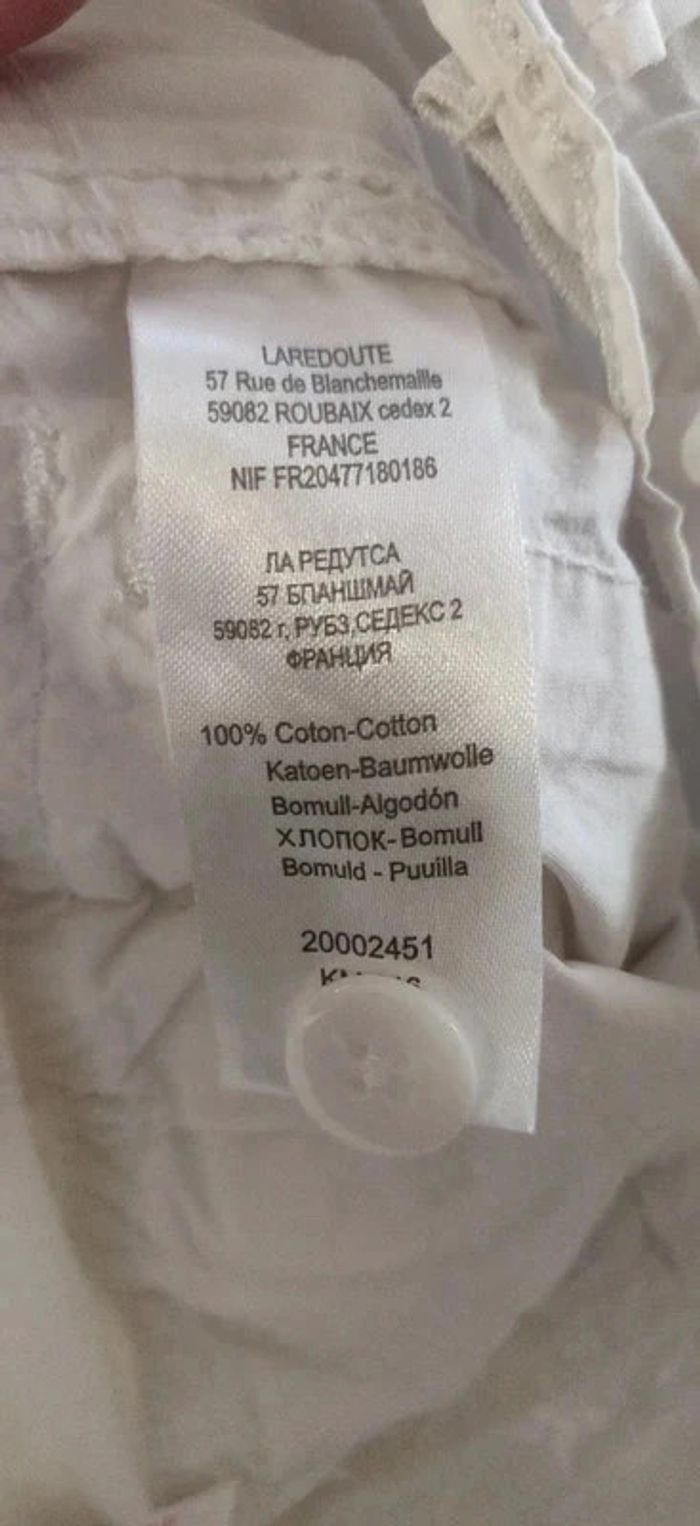 LAREDOUTE
57 Rue de Blanchemaille
59082 ROUBAIX cedex 2
FRANCE
NIF FR20477180186
ЛА РЕДУТСА
57 БЛАНШМАЙ
59082 г. РУБЗ,СЕДЕКС 2
ФРАНЦИЯ
100% Coton-Cotton
Katoen-Baumwolle
Bomull-Algodón
ХЛОПОК-Bomull
Bomuld - Puuilla
20002451